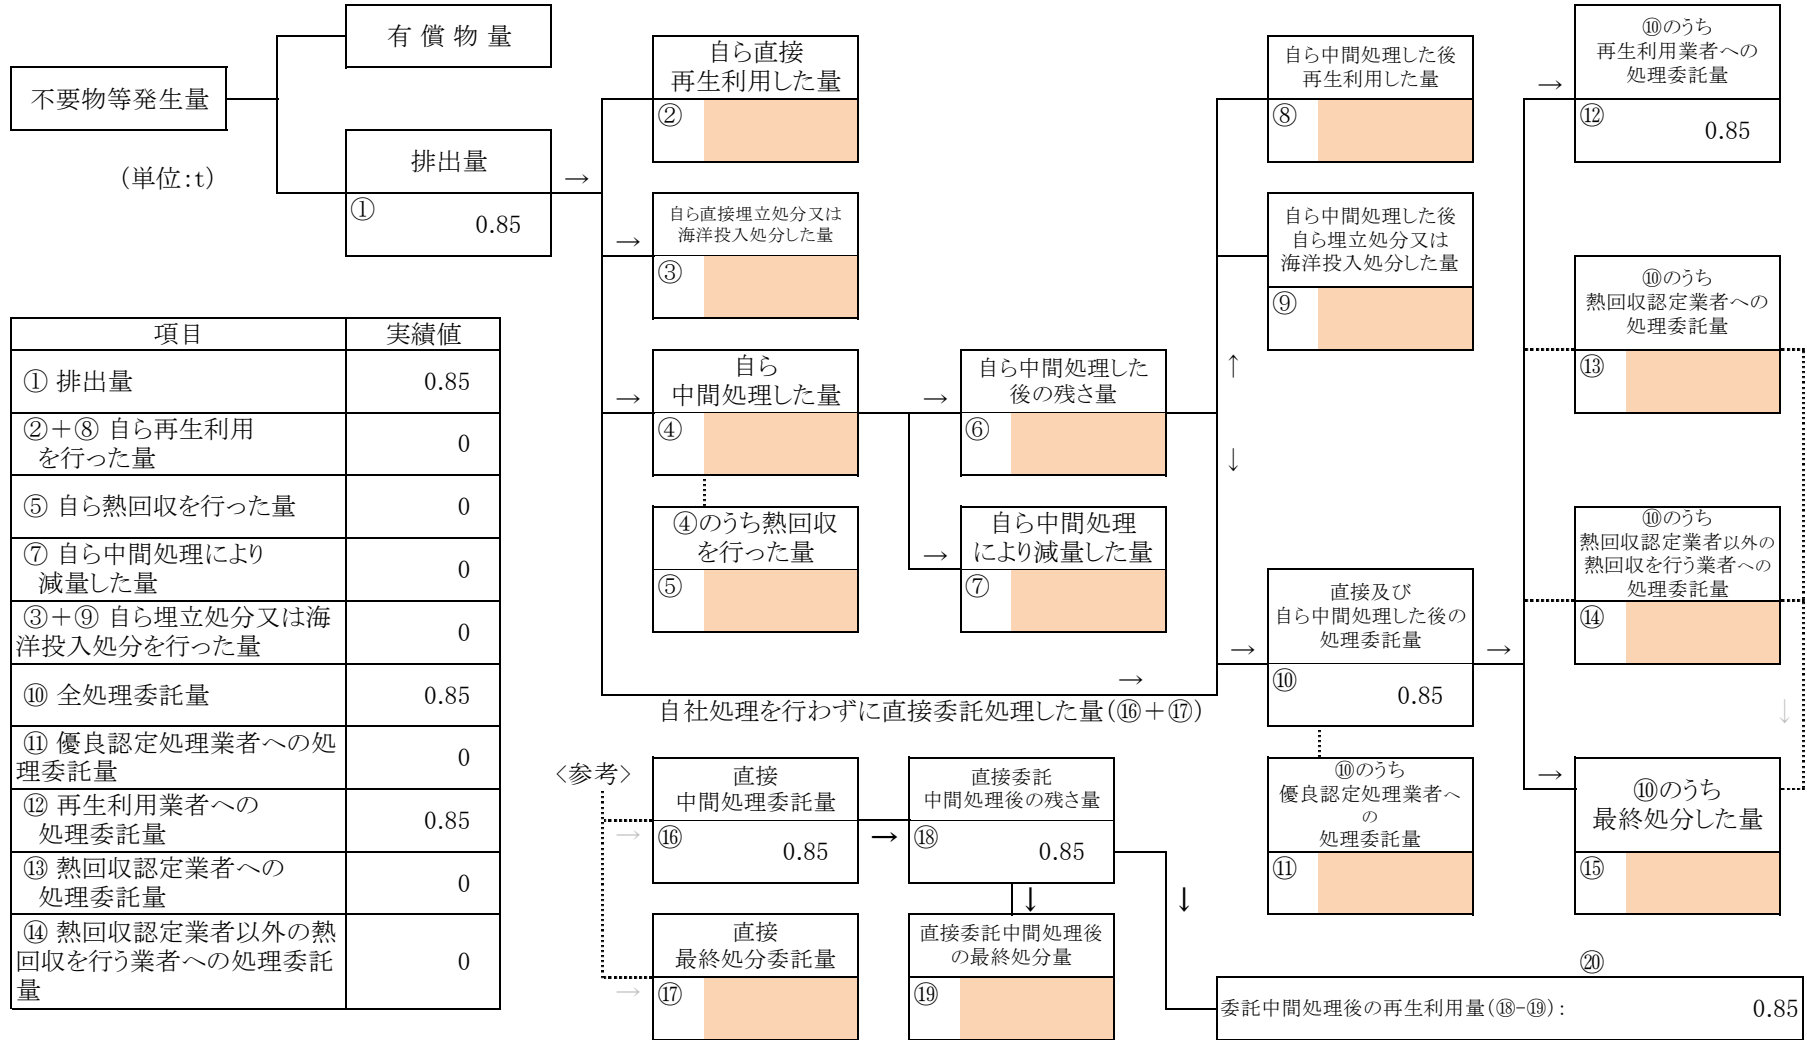 有 償 物 量
不要物等発生量
(単位:t)
排出量
→
①
0.85
自ら直接
再生利用した量
②
自ら直接埋立処分又は
海洋投入処分した量
→
③
自ら
中間処理した量
→
④
④のうち熱回収
を行った量
⑤
自ら中間処理した
後の残さ量
→
⑥
自ら中間処理
により減量した量
→
⑦
自ら中間処理した後
再生利用した量
⑧
自ら中間処理した後
自ら埋立処分又は
海洋投入処分した量
⑨
↑
↓
直接及び
自ら中間処理した後の
処理委託量
→
→
⑩
0.85
→
自社処理を行わずに直接委託処理した量(⑯+⑰)
⑩のうち
優良認定処理業者へ
の
処理委託量
⑪
⑩のうち
再生利用業者への
処理委託量
→
⑫
0.85
⑩のうち
熱回収認定業者への
処理委託量
⑬
⑩のうち
熱回収認定業者以外の
熱回収を行う業者への
処理委託量
⑭
↓
⑩のうち
最終処分した量
→
⑮
項目 実績値
① 排出量 0.85
②+⑧ 自ら再生利用
を行った量 0
⑤ 自ら熱回収を行った量 0
⑦ 自ら中間処理により
減量した量 0
③+⑨ 自ら埋立処分又は海
洋投入処分を行った量 0
⑩ 全処理委託量 0.85
⑪ 優良認定処理業者への処
理委託量 0
⑫ 再生利用業者への
処理委託量 0.85
⑬ 熱回収認定業者への
処理委託量 0
⑭ 熱回収認定業者以外の熱
回収を行う業者への処理委託
量 0
<参考>
直接
中間処理委託量
→
⑯
0.85
→
直接委託
中間処理後の残さ量
⑱
0.85
↓
↓
直接
最終処分委託量
→
⑰
直接委託中間処理後
の最終処分量
⑲
⑳
委託中間処理後の再生利用量(⑱-⑲): 0.85